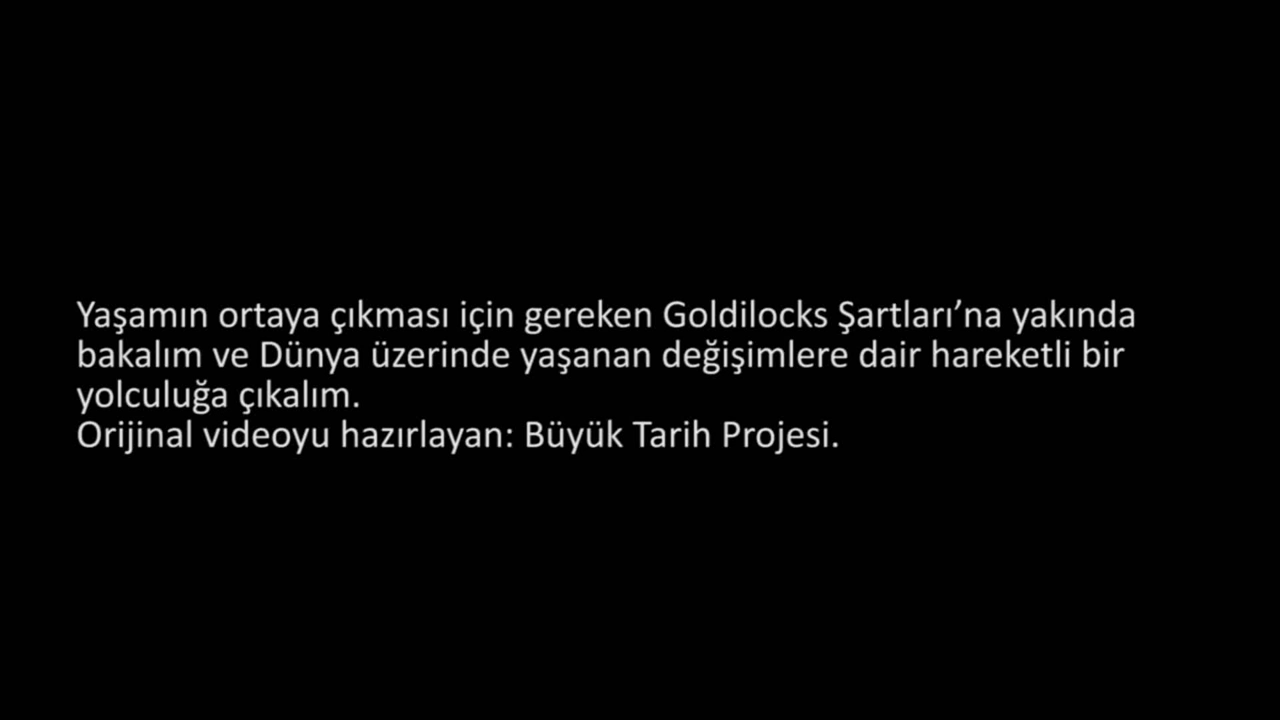 Yaşamın ortaya çıkması için gereken Goldilocks Şartları’na yakında
bakalım ve Dünya üzerinde yaşanan değişimlere dair hareketli bir
yolculuğa çıkalım.
Orijinal videoyu hazırlayan: Büyük Tarih Projesi.